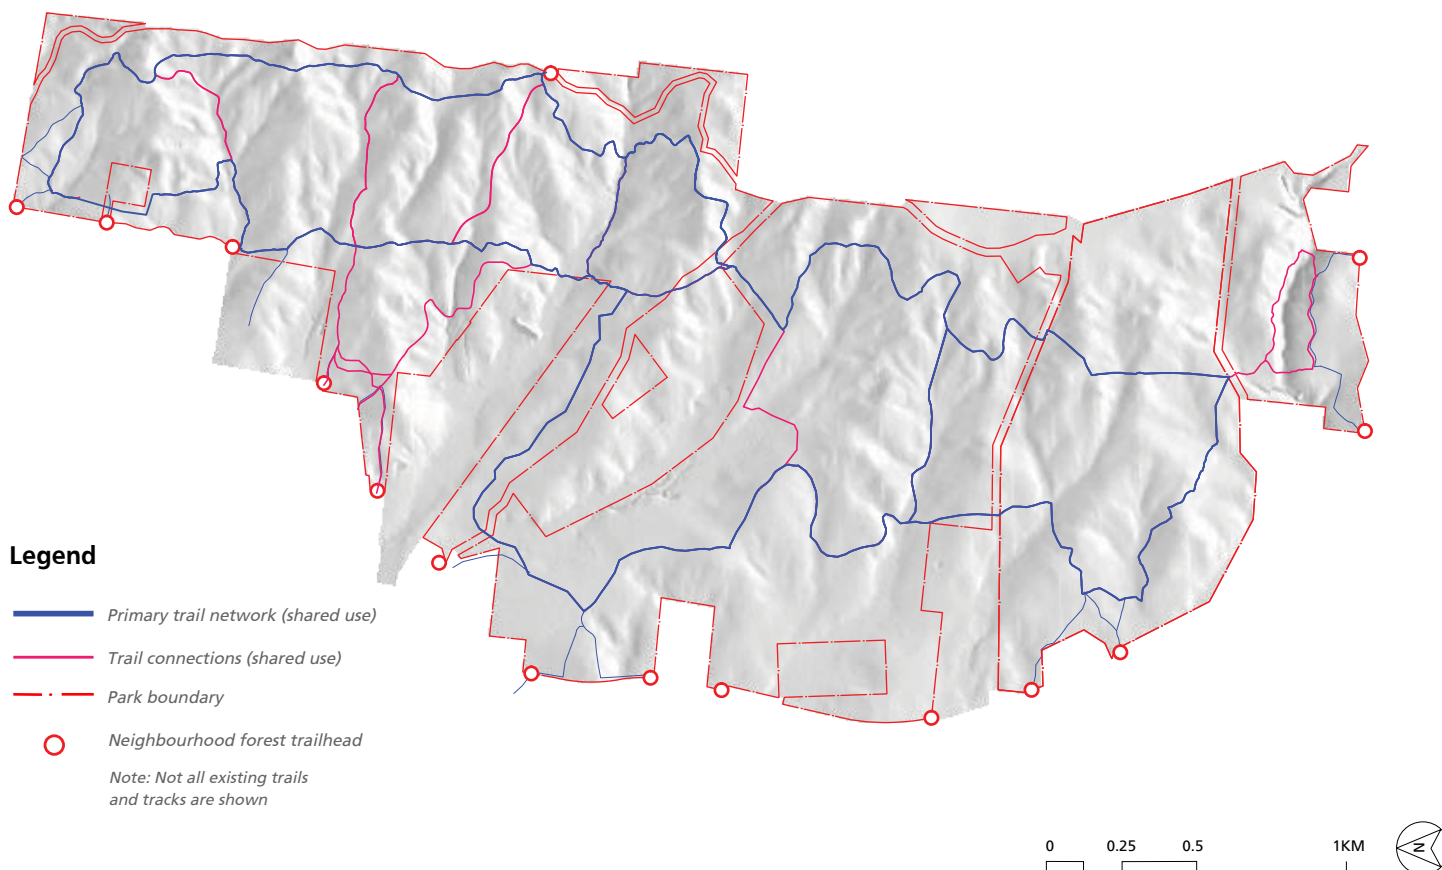 Legend
Primary trail network (shared use)
Trail connections (shared use)
Park boundary
Neighbourhood forest trailhead
Note: Not all existing trails
and tracks are shown
0 0.25 0.5 1KM
N